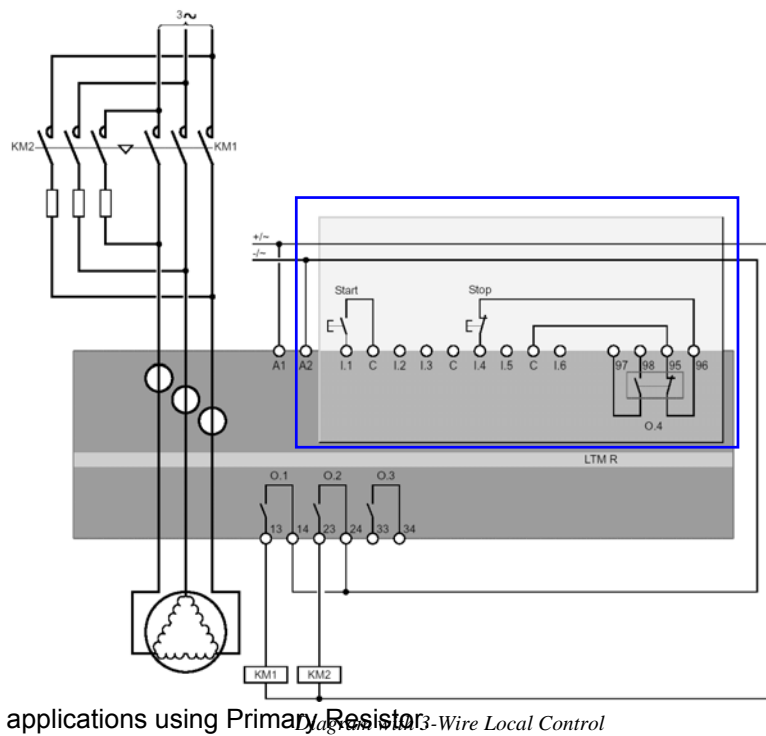 3~
KM2
KM1
+/~
-/~
Start
Stop
A1 A2 I.1 C I.2 I.3 C I.4 I.5 C I.6 97 98 95 96
O.4
LTM R
O.1 O.2 O.3
13 14 23 24 33 34
KM1 KM2
applications using Primary Resistor
Diagram with 3-Wire Local Control